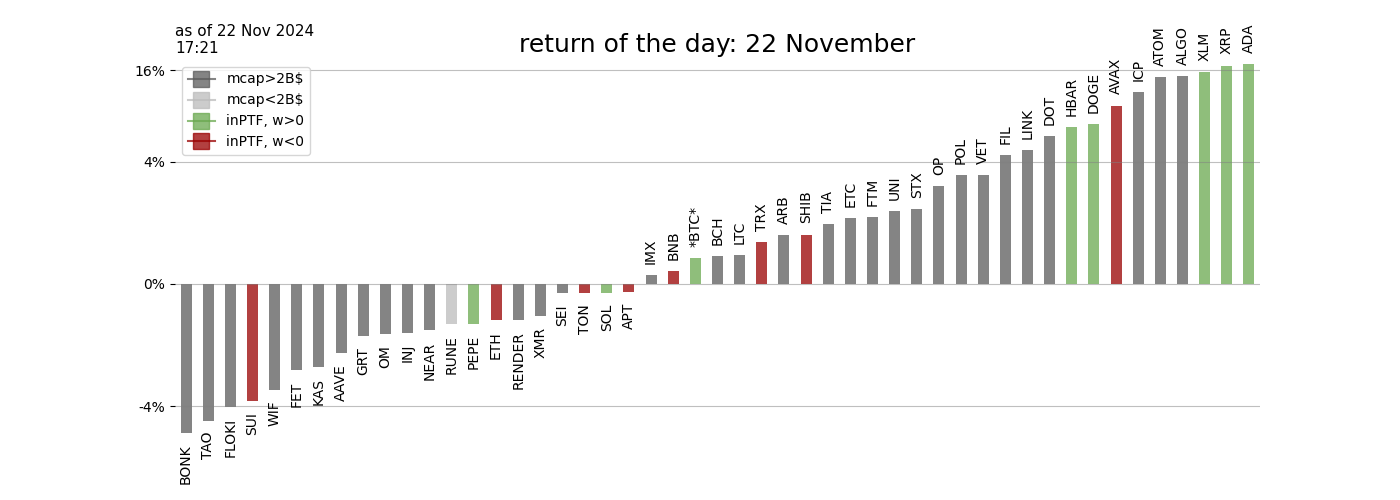 as of 22 Nov 2024
17:21
return of the day: 22 November
mcap>2B$
mcap<2B$
inPTF, w>0
inPTF, w<0
16%
4%
0%
-4%
BONK
TAO
FLOKI
SUI
WIF
FET
KAS
AAVE
GRT
OM
INJ
NEAR
RUNE
PEPE
ETH
RENDER
XMR
SEI
TON
SOL
APT
IMX
BNB
*BTC*
BCH
LTC
TRX
ARB
SHIB
TIA
ETC
FTM
UNI
STX
OP
POL
VET
FIL
LINK
DOT
HBAR
DOGE
AVAX
ICP
ATOM
ALGO
XLM
XRP
ADA